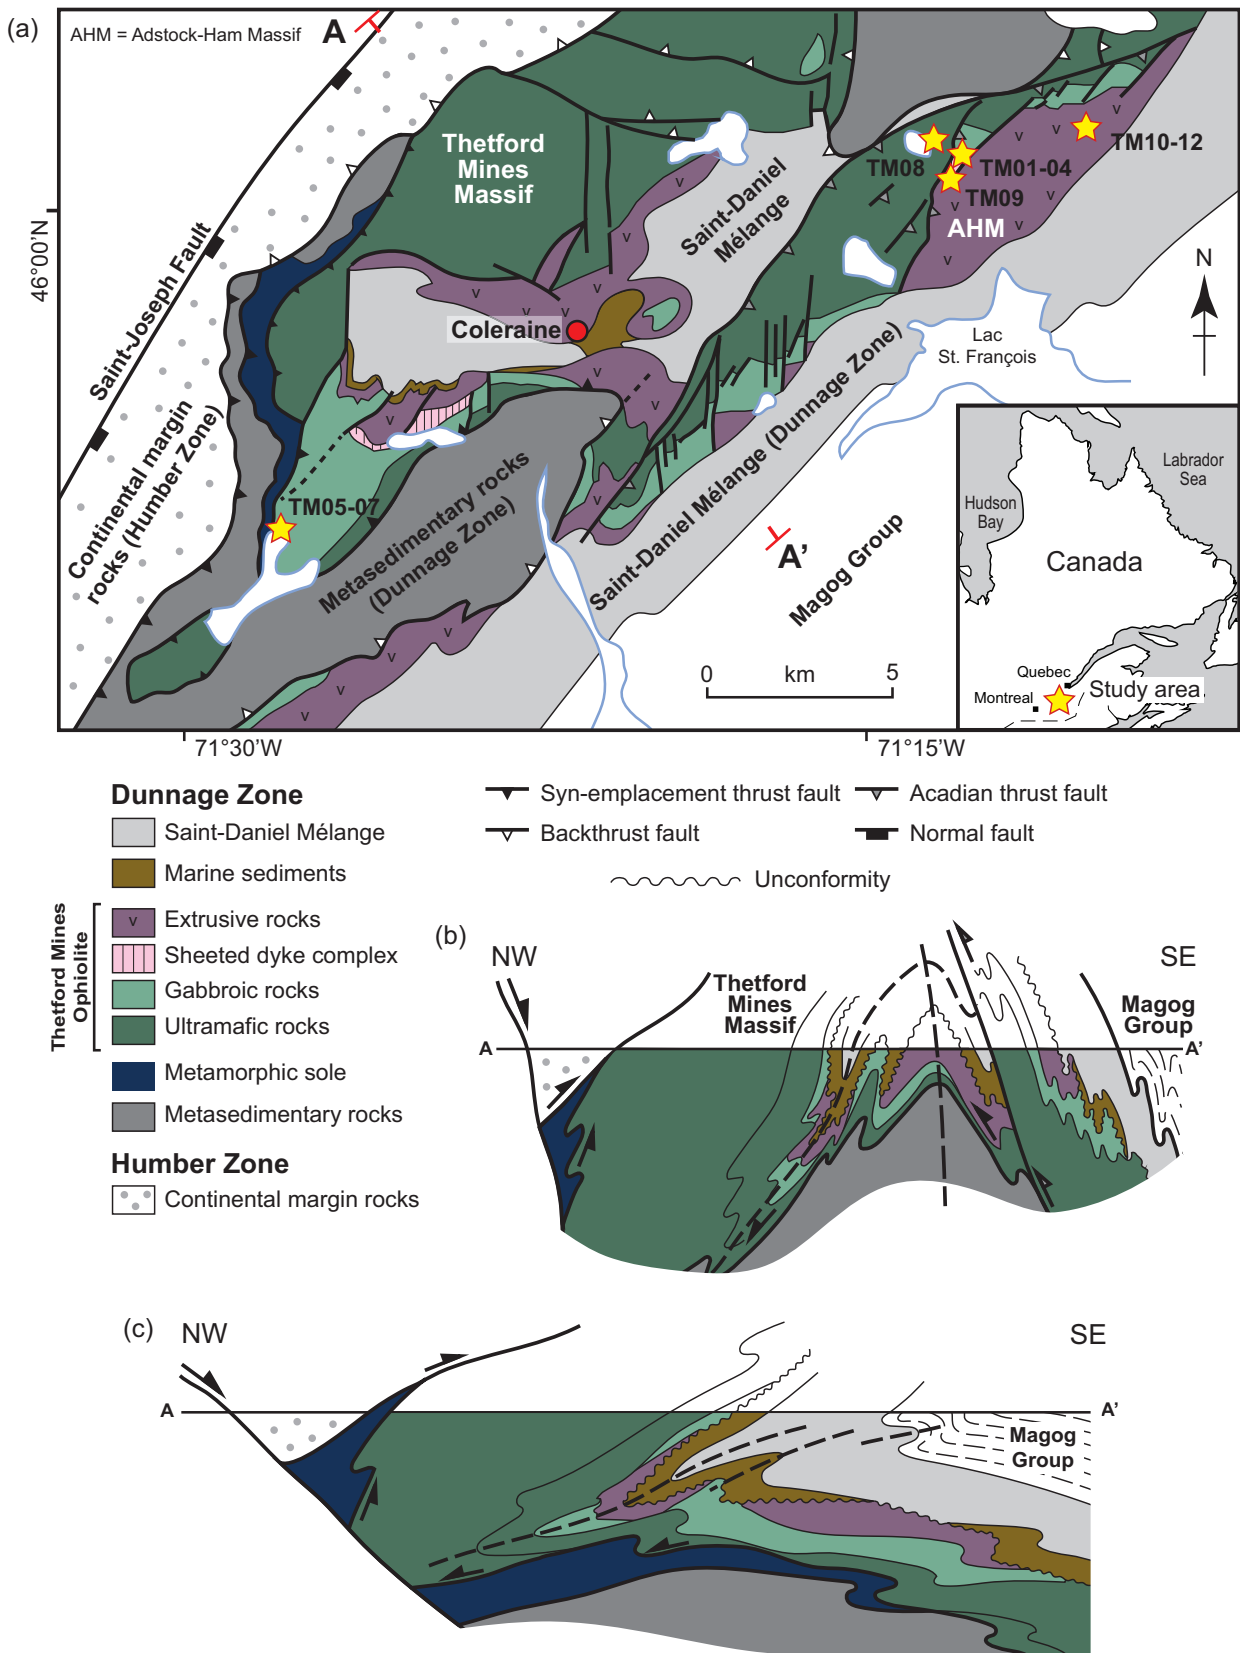 (a)
AHM = Adstock-Ham Massif
A
Thetford
Mines
Massif
Saint-Daniel
Mélange
TM08
TM10-12
TM01-04
TM09
AHM
46°00'N
Saint-Joseph Fault
Coleraine
N
Lac
St. François
Continental margin
rocks (Humber Zone)
TM05-07
Metasedimentary rocks
(Dunnage Zone)
Saint-Daniel Mélange (Dunnage Zone)
A'
Magog Group
0 km 5
Hudson
Bay
Labrador
Sea
Canada
Quebec
Montreal
Study area
71°30'W
71°15'W
Dunnage Zone
Saint-Daniel Mélange
Marine sediments
Thetford Mines
Ophiolite
v
Extrusive rocks
Sheeted dyke complex
Gabbroic rocks
Ultramafic rocks
Metamorphic sole
Metasedimentary rocks
Humber Zone
Continental margin rocks
Syn-emplacement thrust fault
Acadian thrust fault
Backthrust fault
Normal fault
Unconformity
(b)
NW
SE
Thetford
Mines
Massif
Magog
Group
A
A'
(c)
NW
SE
A
A'
Magog
Group